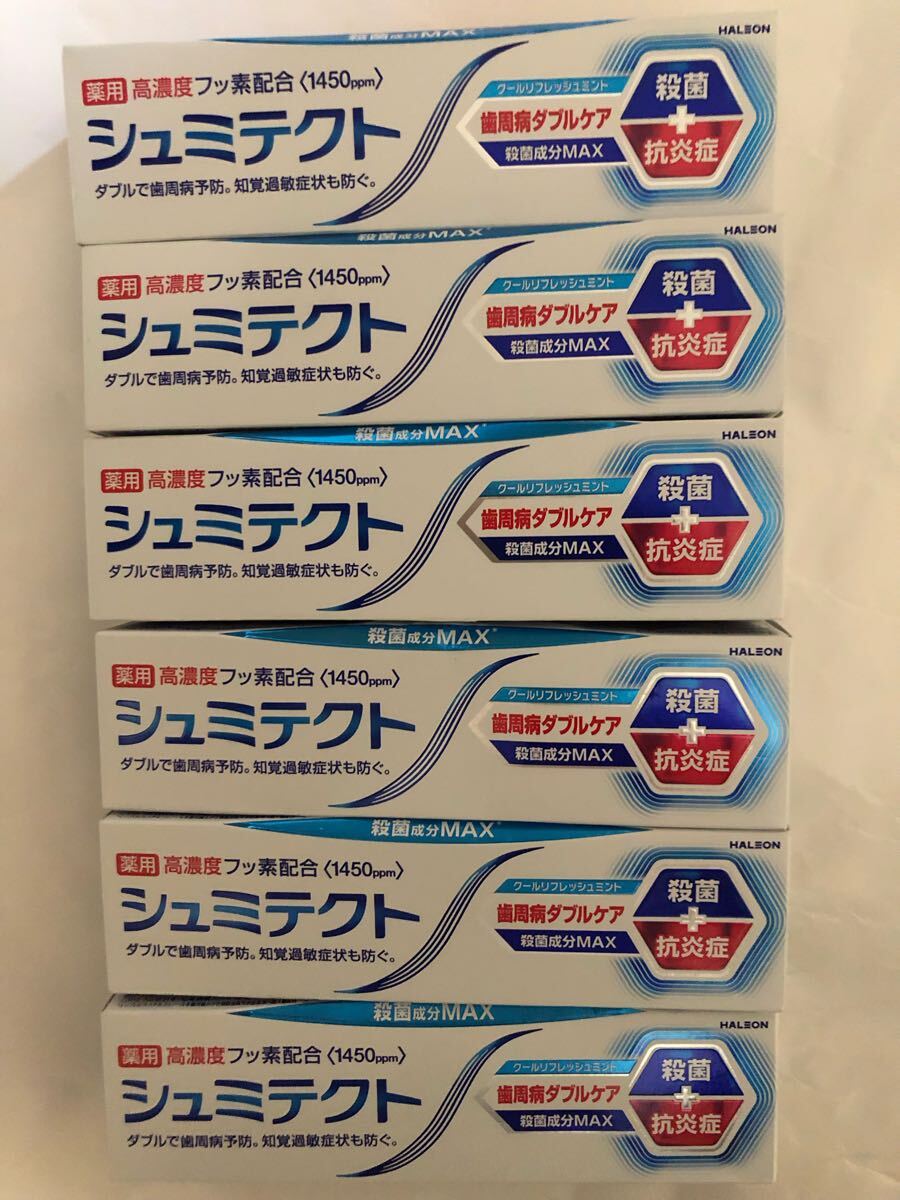 殺菌成分MAX*
HALEON
薬用 高濃度フッ素配合〈1450ppm〉
シュミテクト
ダブルで歯周病予防。知覚過敏症状も防ぐ。
クールリフレッシュミント
歯周病ダブルケア
殺菌成分MAX
殺菌
+
抗炎症
殺菌成分MAX*
HALEON
薬用 高濃度フッ素配合〈1450ppm〉
シュミテクト
ダブルで歯周病予防。知覚過敏症状も防ぐ。
クールリフレッシュミント
歯周病ダブルケア
殺菌成分MAX
殺菌
+
抗炎症
殺菌成分MAX*
HALEON
薬用 高濃度フッ素配合〈1450ppm〉
シュミテクト
ダブルで歯周病予防。知覚過敏症状も防ぐ。
クールリフレッシュミント
歯周病ダブルケア
殺菌成分MAX
殺菌
+
抗炎症
殺菌成分MAX*
HALEON
薬用 高濃度フッ素配合〈1450ppm〉
シュミテクト
ダブルで歯周病予防。知覚過敏症状も防ぐ。
クールリフレッシュミント
歯周病ダブルケア
殺菌成分MAX
殺菌
+
抗炎症
殺菌成分MAX*
HALEON
薬用 高濃度フッ素配合〈1450ppm〉
シュミテクト
ダブルで歯周病予防。知覚過敏症状も防ぐ。
クールリフレッシュミント
歯周病ダブルケア
殺菌成分MAX
殺菌
+
抗炎症
殺菌成分MAX
HALEON
薬用 高濃度フッ素配合〈1450ppm〉
シュミテクト
ダブルで歯周病予防。知覚過敏症状も防ぐ。
クールリフレッシュミント
歯周病ダブルケア
殺菌成分MAX
殺菌
+
抗炎症